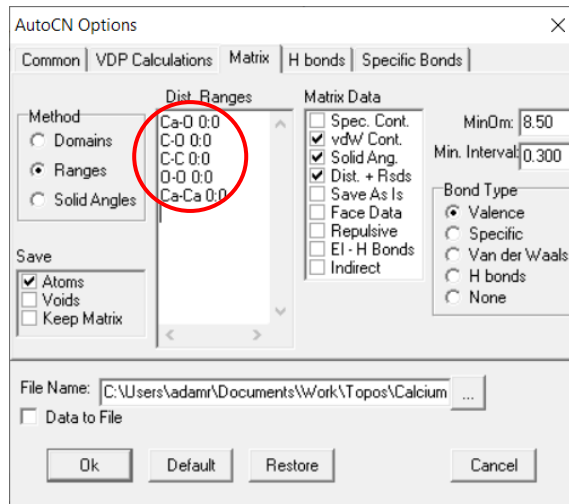 AutoCN Options
Common VDP Calculations Matrix H bonds Specific Bonds
Method
Domains
Ranges
Solid Angles
Save
Atoms
Voids
Keep Matrix
Dist. Ranges
Ca-O 0:0
C-O 0:0
C-C 0:0
O-O 0:0
Ca-Ca 0:0
Matrix Data
Spec. Cont.
vdW Cont.
Solid Ang.
Dist. + Rsds
Save As Is
Face Data
Repulsive
El - H Bonds
Indirect
MinOm: 8.50
Min. Interval: 0.300
Bond Type
Valence
Specific
Van der Waals
H bonds
None
File Name: C:\Users\adamr\Documents\Work\Topos\Calcium ...
Data to File
Ok Default Restore Cancel